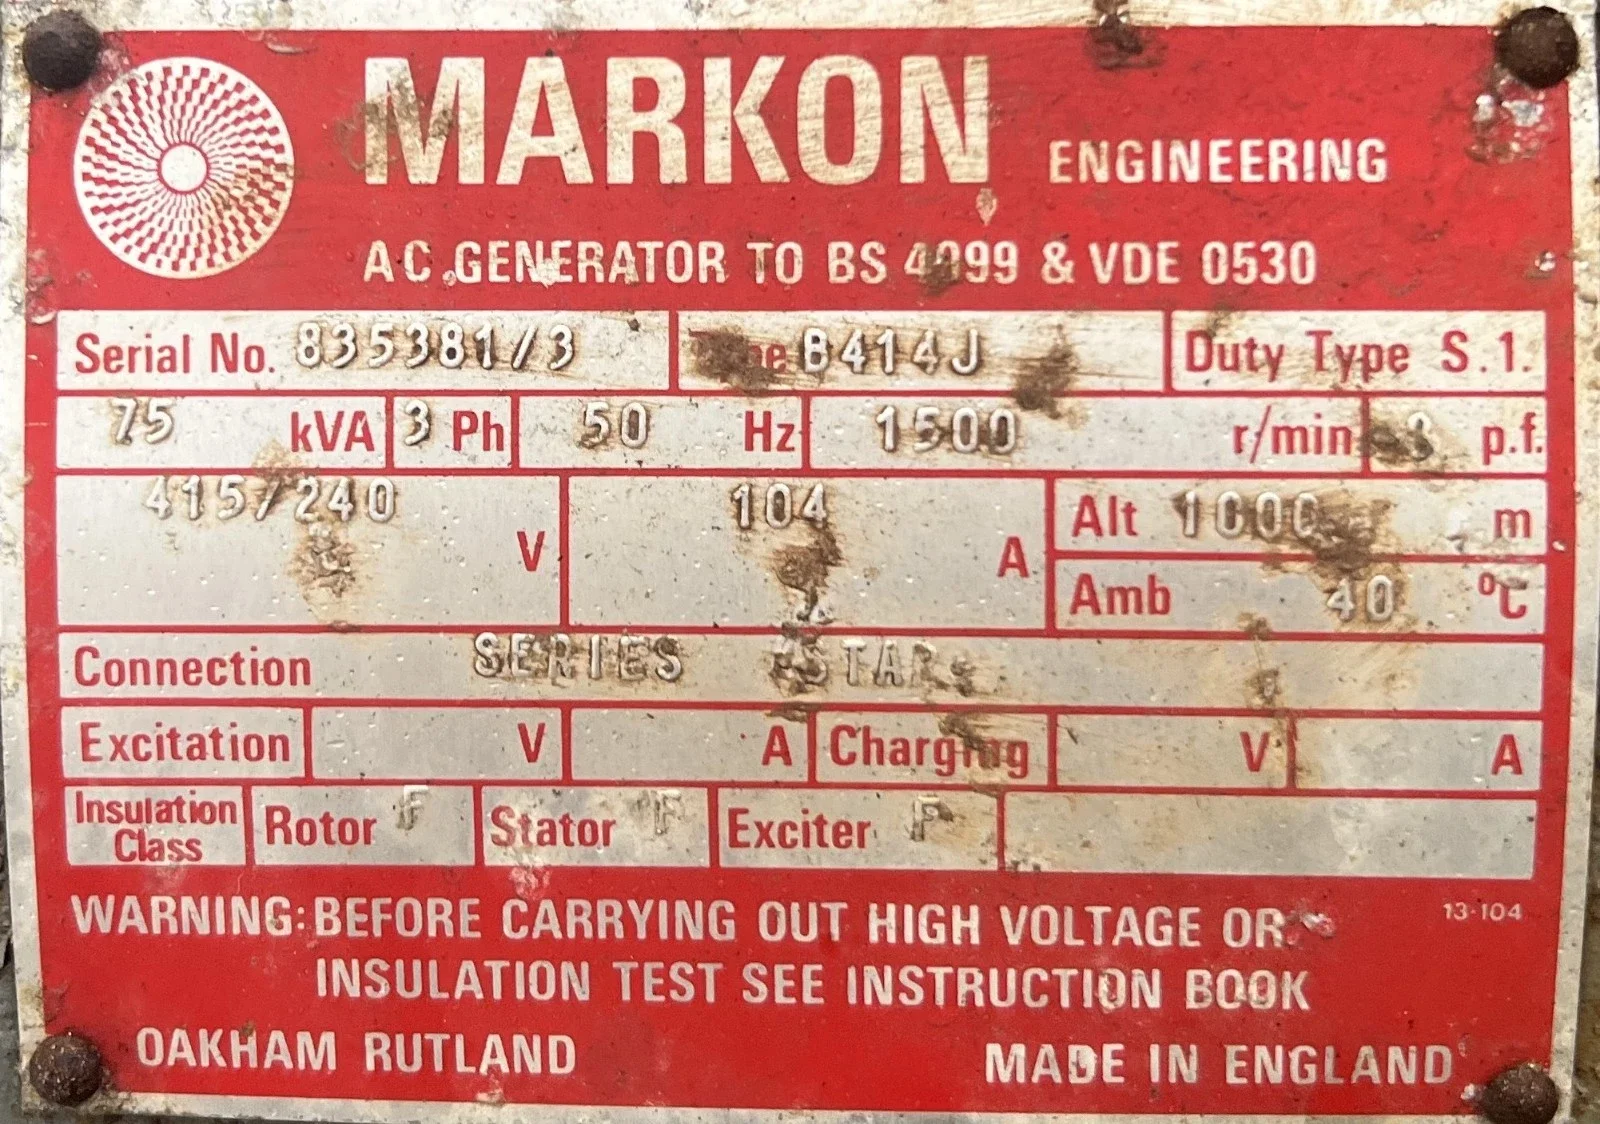 MARKON ENGINEERING
AC GENERATOR TO BS 4999 & VDE 0530
Serial No. 835381/3 Type B414J Duty Type S.1.
75 kVA 3 Ph 50 Hz 1500 r/min .8 p.f.
415/240 V 104 A Alt 1000 m
Amb 40 °C
Connection SERIES STAR
Excitation V A Charging V A
Insulation Class Rotor F Stator F Exciter F
13-104
WARNING: BEFORE CARRYING OUT HIGH VOLTAGE OR
INSULATION TEST SEE INSTRUCTION BOOK
OAKHAM RUTLAND MADE IN ENGLAND